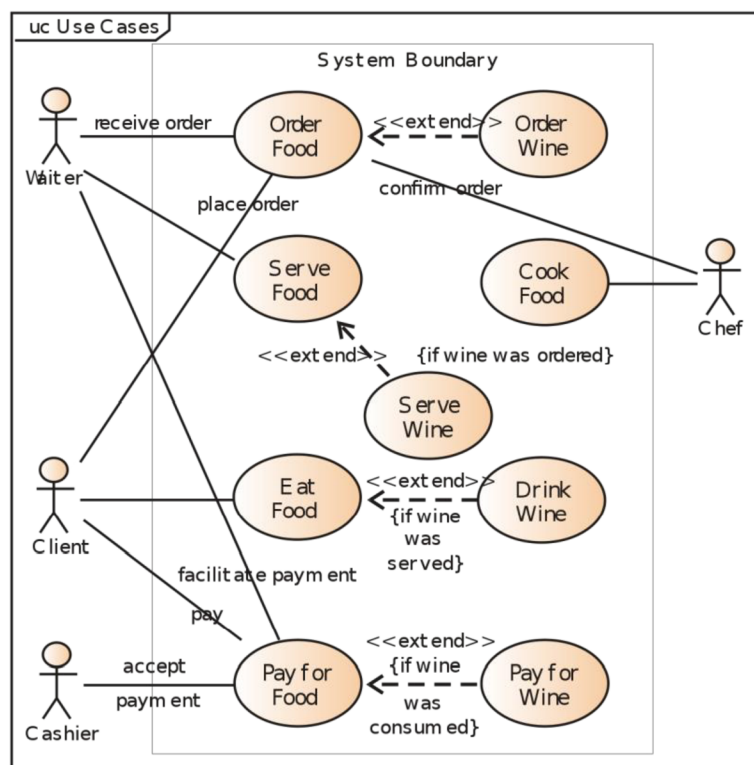 uc Use Cases
System Boundary
receive order
Order
Food
<<extend>>
Order
Wine
Waiter
place order
confirm order
Serve
Food
Cook
Food
Chef
<<extend>>
{if wine was ordered}
Serve
Wine
Eat
Food
<<extend>>
{if wine
was
served}
Drink
Wine
Client
facilitate payment
pay
accept
payment
Pay for
Food
<<extend>>
{if wine
was
consumed}
Pay for
Wine
Cashier